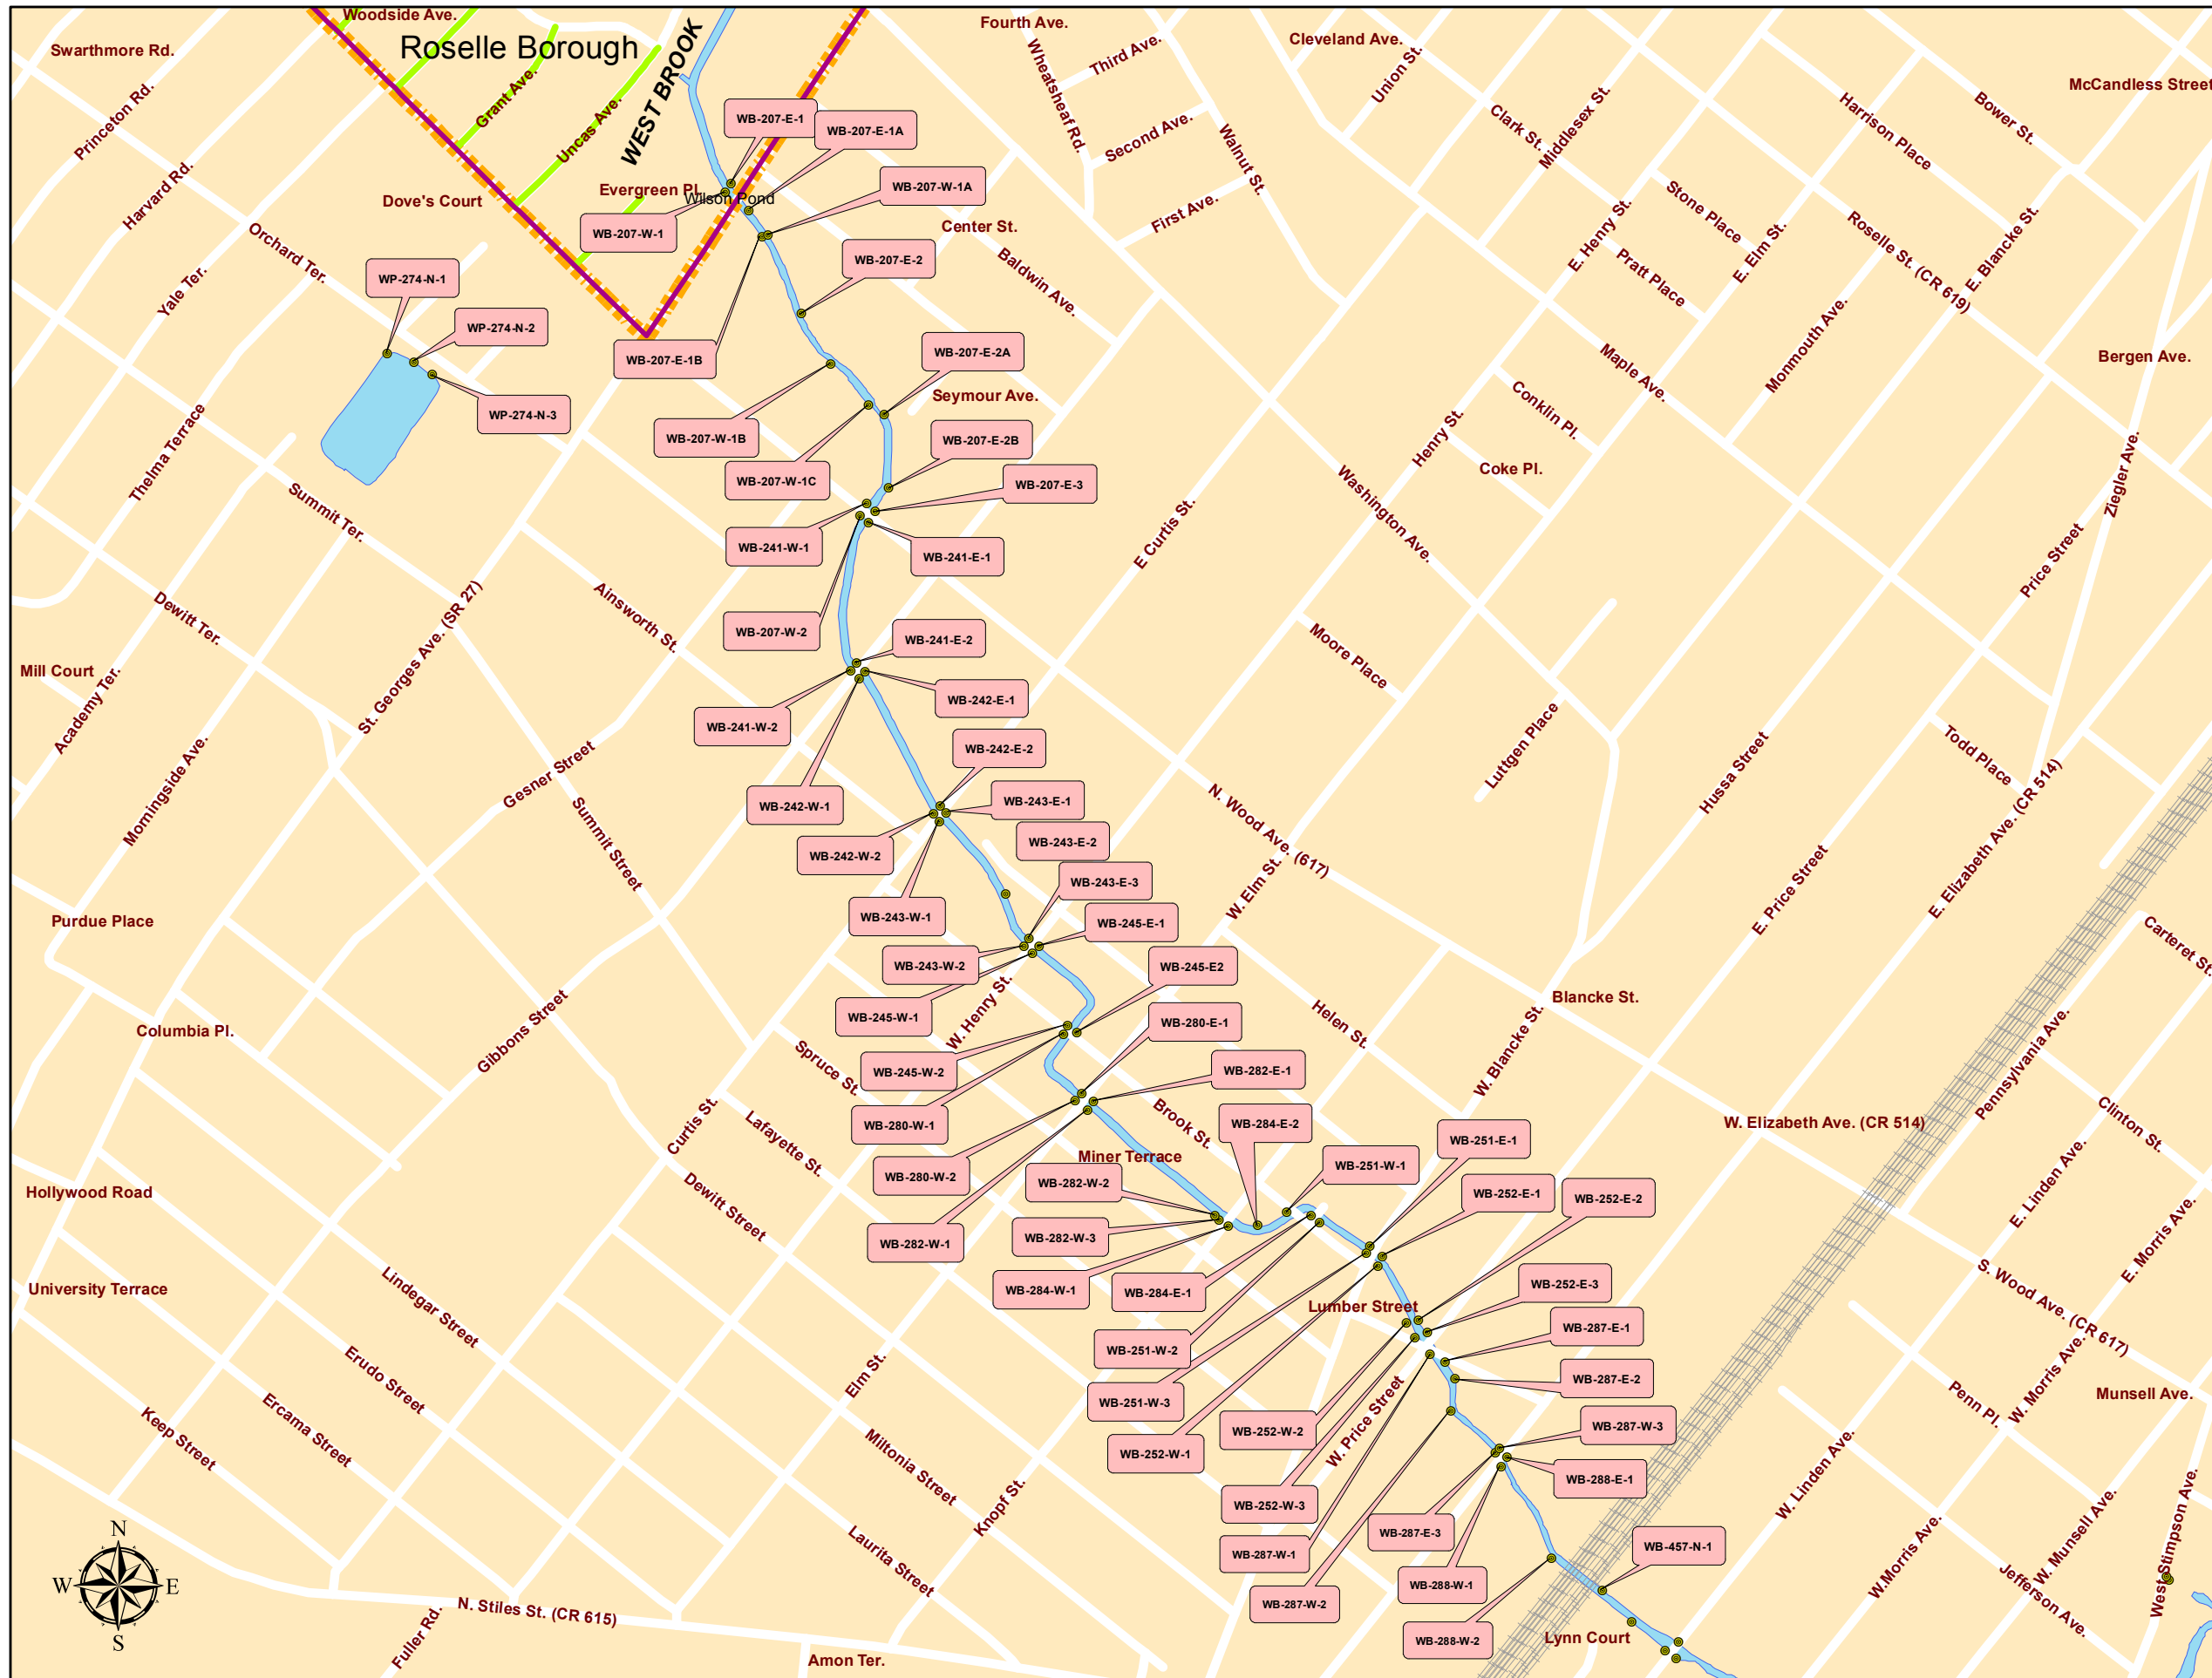 Woodside Ave.
Swarthmore Rd.
Roselle Borough
WEST BROOK
Fourth Ave.
Cleveland Ave.
Third Ave.
Wheatsheaf Rd.
Union St.
McCandless Street
Princeton Rd.
Grant Ave.
Uncas Ave.
WB-207-E-1
WB-207-E-1A
Second Ave.
Walnut St.
Clark St.
Middlesex St.
Harrison Place
Bower St.
Harvard Rd.
Dove's Court
Evergreen Pl.
Wilson Pond
WB-207-W-1A
WB-207-W-1
First Ave.
Stone Place
E. Henry St.
E. Elm St.
Roselle St. (CR 619)
E. Blancke St.
Orchard Ter.
Center St.
Baldwin Ave.
WB-207-E-2
Pratt Place
Yale Ter.
WP-274-N-1
WP-274-N-2
WP-274-N-3
WB-207-E-1B
WB-207-E-2A
Seymour Ave.
Maple Ave.
Monmouth Ave.
Bergen Ave.
Conklin Pl.
Henry St.
Coke Pl.
WB-207-W-1B
WB-207-W-1C
WB-207-E-2B
WB-207-E-3
Thelma Terrace
Summit Ter.
Washington Ave.
Ziegler Ave.
E Curtis St.
WB-241-W-1
WB-241-E-1
Price Street
Dewitt Ter.
Ainsworth St.
St. Georges Ave. (SR 27)
WB-207-W-2
WB-241-E-2
Moore Place
Mill Court
Academy Ter.
WB-241-W-2
WB-242-E-1
WB-242-E-2
Luttgen Place
Hussa Street
Todd Place
Morningside Ave.
Gesner Street
Summit Street
WB-242-W-1
WB-243-E-1
WB-243-E-2
WB-242-W-2
WB-243-E-3
N. Wood Ave. (617)
W. Elm St.
E. Price Street
E. Elizabeth Ave. (CR 514)
Purdue Place
WB-243-W-1
WB-245-E-1
WB-243-W-2
WB-245-E2
WB-245-W-1
W. Henry St.
Carteret St.
Columbia Pl.
Gibbons Street
WB-280-E-1
Helen St.
Blancke St.
W. Blancke St.
Pennsylvania Ave.
Spruce St.
WB-245-W-2
WB-282-E-1
WB-280-W-1
Brook St.
WB-284-E-2
W. Elizabeth Ave. (CR 514)
Clinton St.
Curtis St.
Lafayette St.
Miner Terrace
WB-251-E-1
WB-251-W-1
WB-280-W-2
WB-282-W-2
WB-252-E-1
WB-252-E-2
E. Linden Ave.
Hollywood Road
Dewitt Street
WB-282-W-1
WB-282-W-3
WB-284-W-1
WB-284-E-1
E. Morris Ave.
University Terrace
Lindegar Street
Lumber Street
WB-252-E-3
WB-287-E-1
S. Wood Ave. (CR 617)
WB-251-W-2
WB-287-E-2
Erudo Street
Elm St.
WB-251-W-3
W. Price Street
W. Morris Ave.
Munsell Ave.
Penn Pl.
Ercama Street
Keep Street
WB-252-W-1
WB-252-W-2
WB-287-W-3
WB-288-E-1
Miltonia Street
Knopf St.
WB-252-W-3
W. Linden Ave.
WB-287-E-3
WB-287-W-1
WB-457-N-1
W.Morris Ave.
W. Munsell Ave.
West Stimpson Ave.
Laurita Street
WB-288-W-1
WB-287-W-2
WB-288-W-2
Lynn Court
Jefferson Ave.
N
W
E
S
N. Stiles St. (CR 615)
Fuller Rd.
Amon Ter.